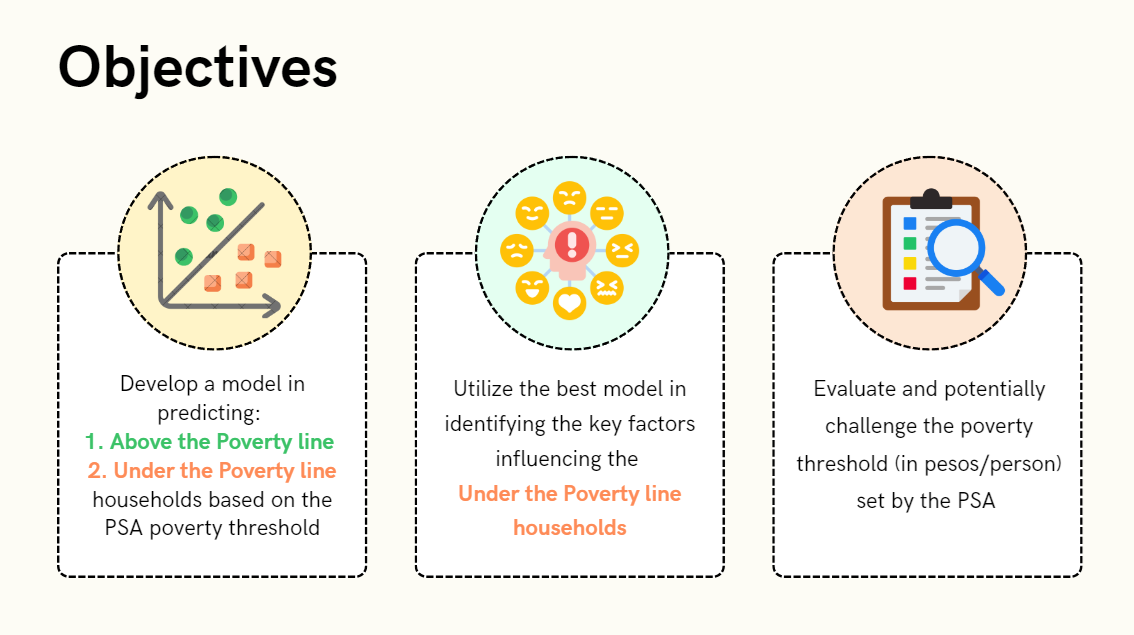 Objectives
Develop a model in
predicting:
1. Above the Poverty line
2. Under the Poverty line
households based on the
PSA poverty threshold
Utilize the best model in
identifying the key factors
influencing the
Under the Poverty line
households
Evaluate and potentially
challenge the poverty
threshold (in pesos/person)
set by the PSA